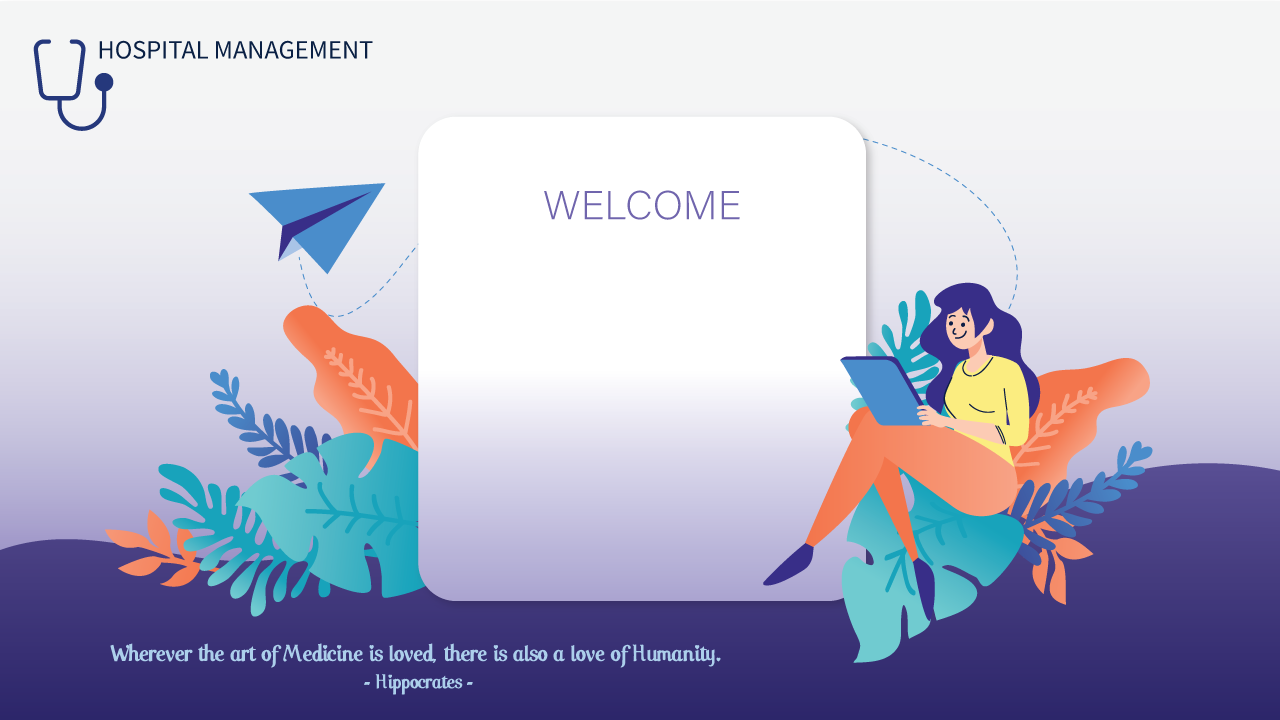 HOSPITAL MANAGEMENT
WELCOME
Wherever the art of Medicine is loved, there is also a love of Humanity.
- Hippocrates -